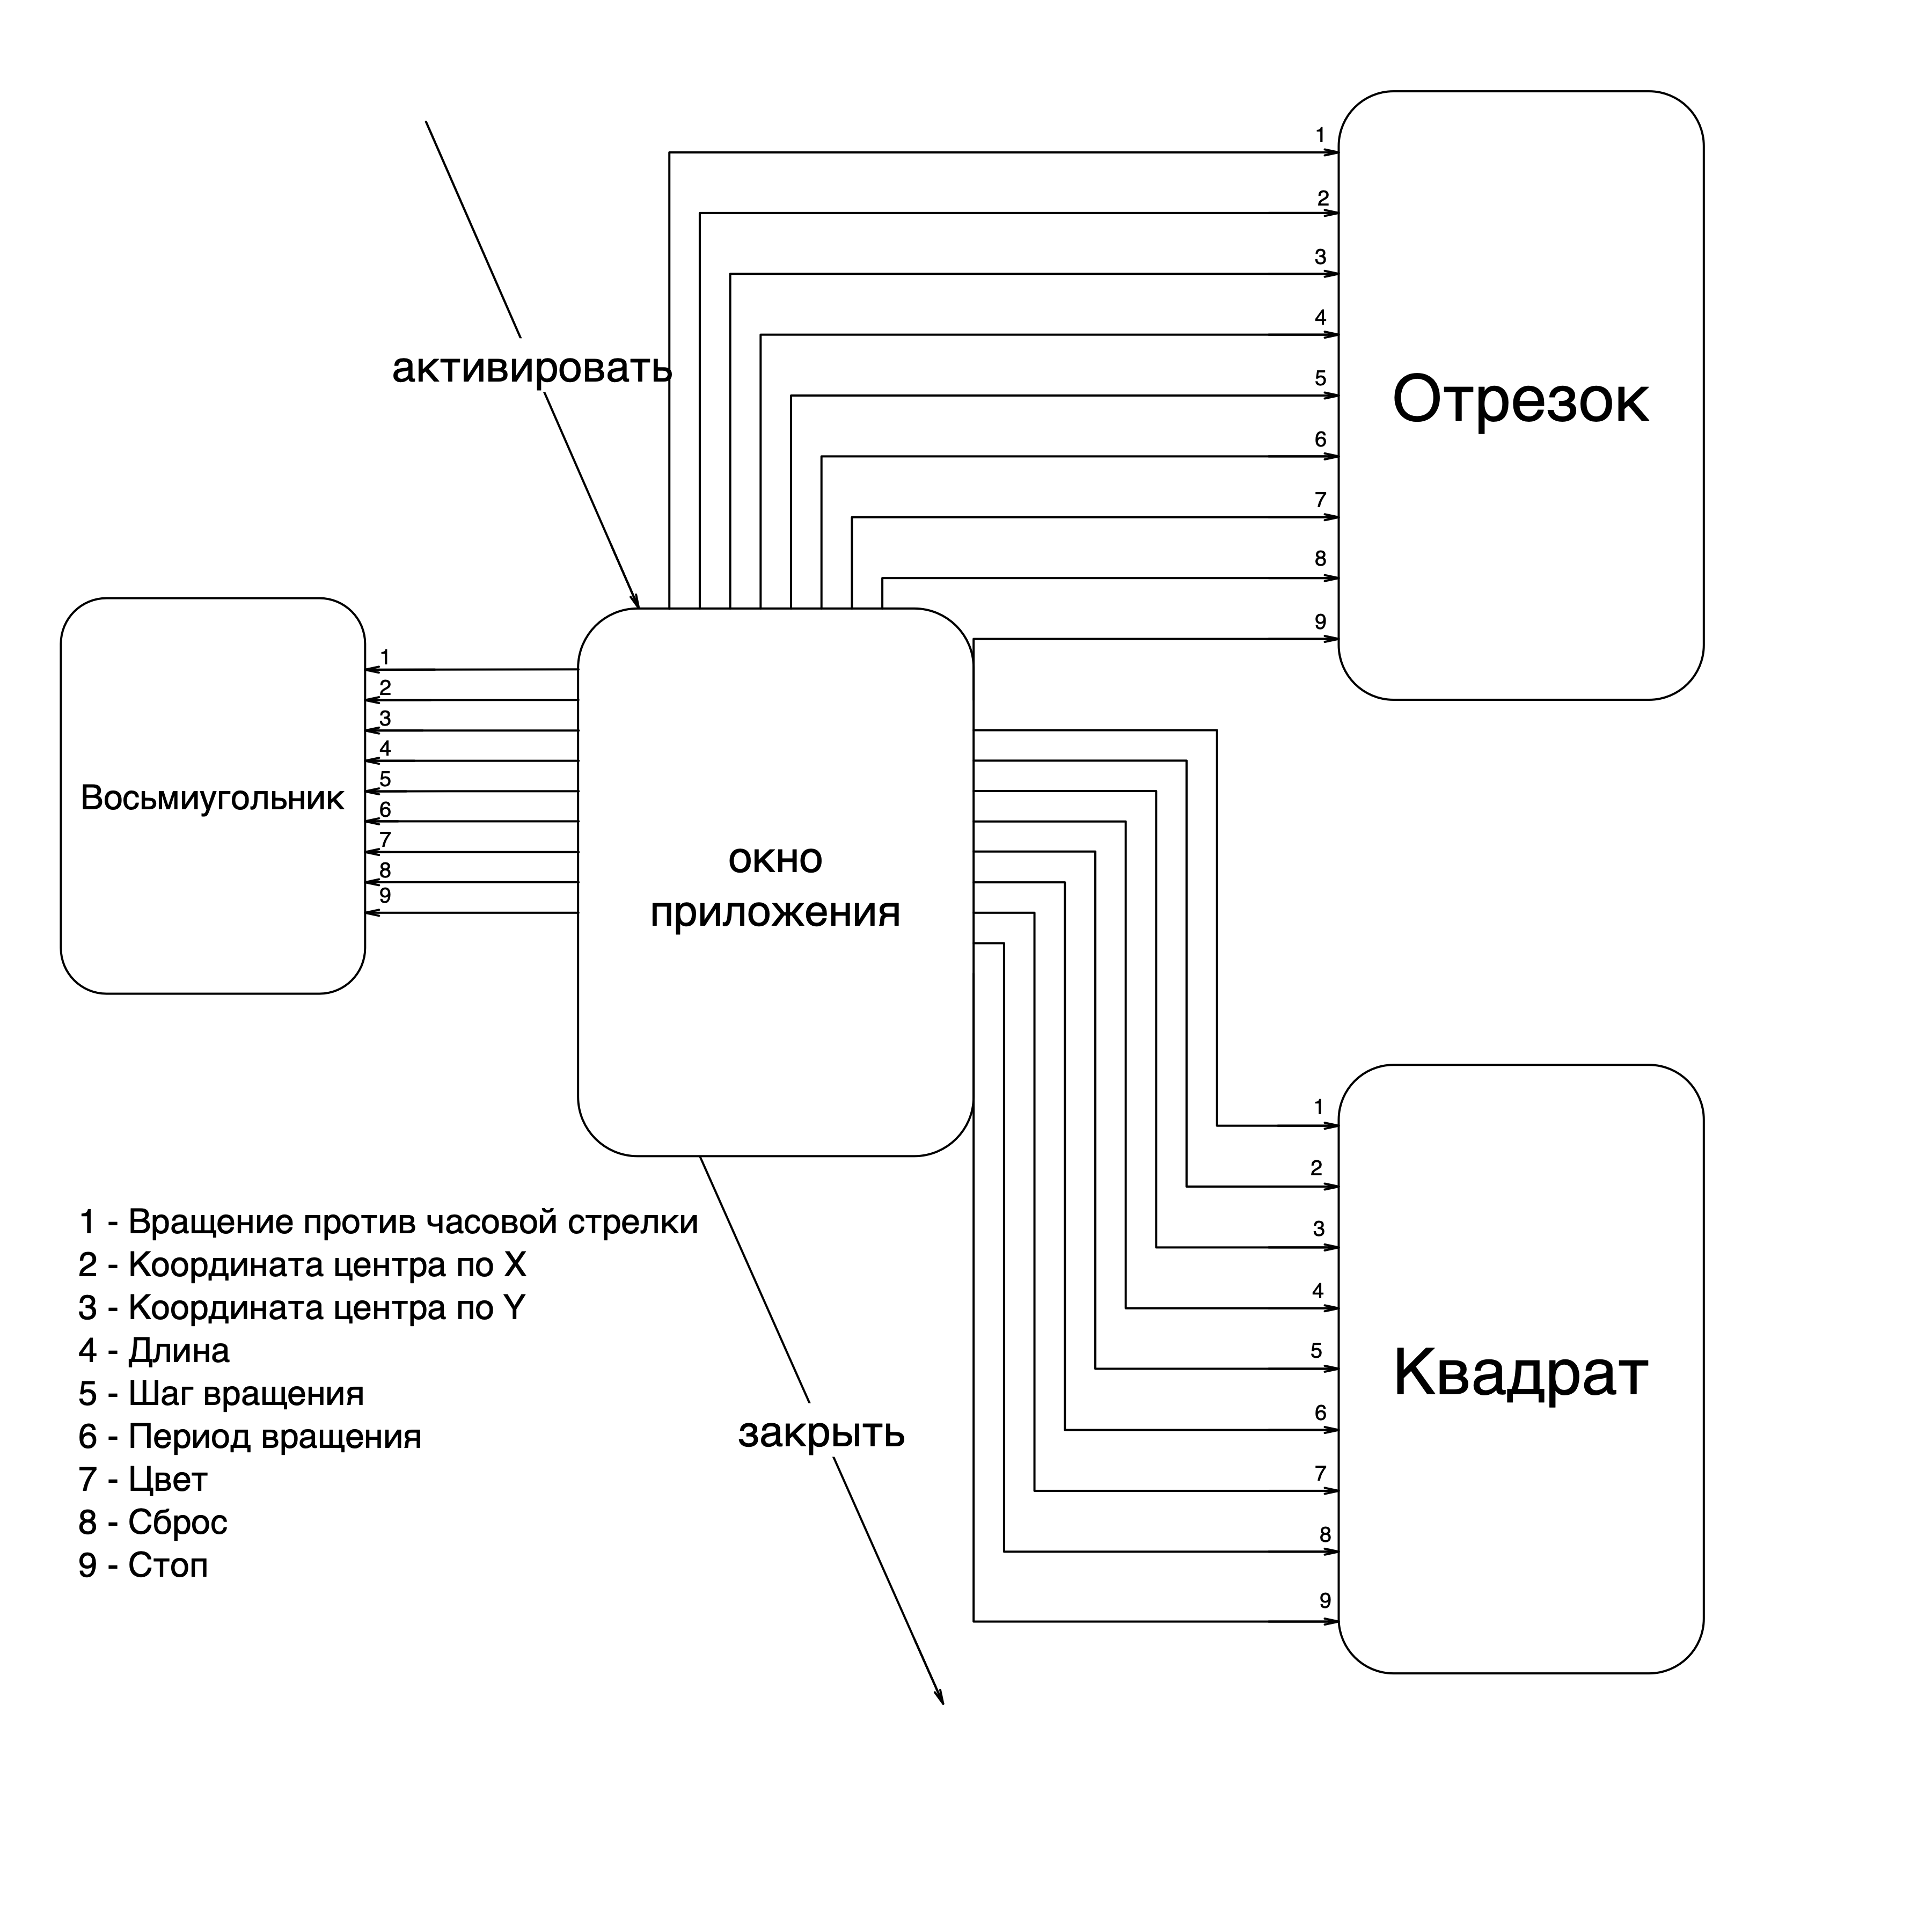 1
2
3
4
5
6
7
8
9
Отрезок
активировать
1
2
3
4
5
6
7
8
9
Восьмиугольник
окно
приложения
1
2
3
4
5
6
7
8
9
Квадрат
1 - Вращение против часовой стрелки
2 - Координата центра по X
3 - Координата центра по Y
4 - Длина
5 - Шаг вращения
6 - Период вращения
7 - Цвет
8 - Сброс
9 - Стоп
закрыть